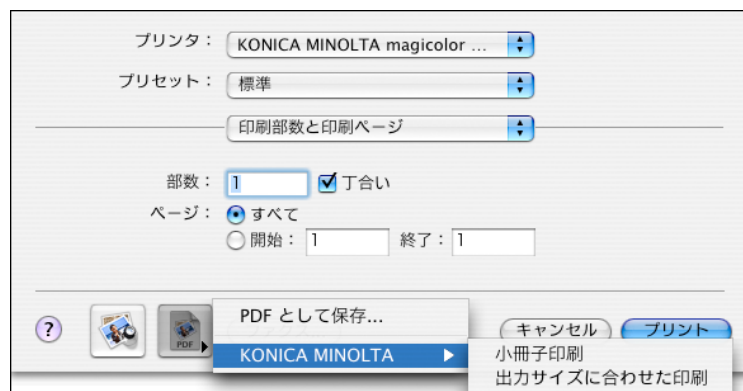 プリンタ： KONICA MINOLTA magicolor ...
プリセット： 標準
印刷部数と印刷ページ
部数： 1 丁合い
ページ： すべて
開始： 1 終了： 1
? PDF PDF として保存... キャンセル プリント
KONICA MINOLTA 小冊子印刷
出力サイズに合わせた印刷